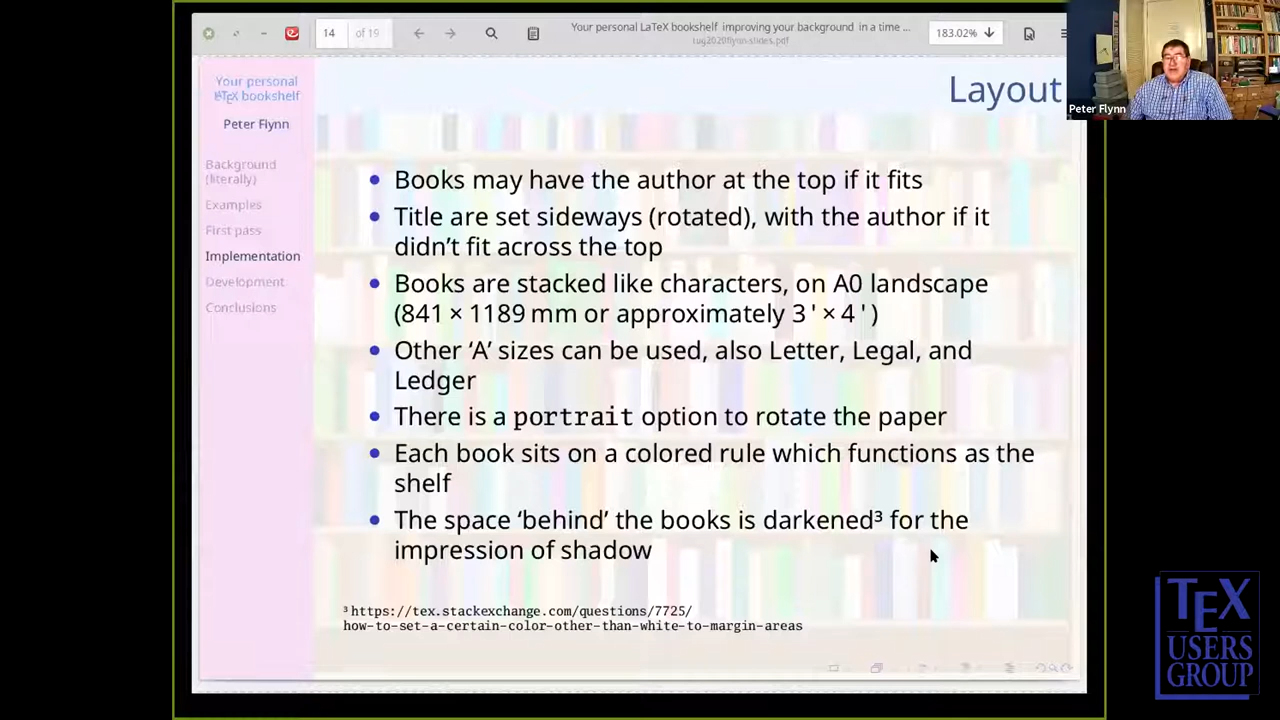 14
of 19
Your personal LaTeX bookshelf improving your background in a time ...
tug2020flynn-slides.pdf
183.02%
Your personal
LaTeX bookshelf
Peter Flynn
Background
(literally)
Examples
First pass
Implementation
Development
Conclusions
Layout
• Books may have the author at the top if it fits
• Title are set sideways (rotated), with the author if it
didn’t fit across the top
• Books are stacked like characters, on A0 landscape
(841 × 1189 mm or approximately 3 ' × 4 ' )
• Other ‘A’ sizes can be used, also Letter, Legal, and
Ledger
• There is a portrait option to rotate the paper
• Each book sits on a colored rule which functions as the
shelf
• The space ‘behind’ the books is darkened³ for the
impression of shadow
³ https://tex.stackexchange.com/questions/7725/
how-to-set-a-certain-color-other-than-white-to-margin-areas
Peter Flynn
TEX
USERS
GROUP